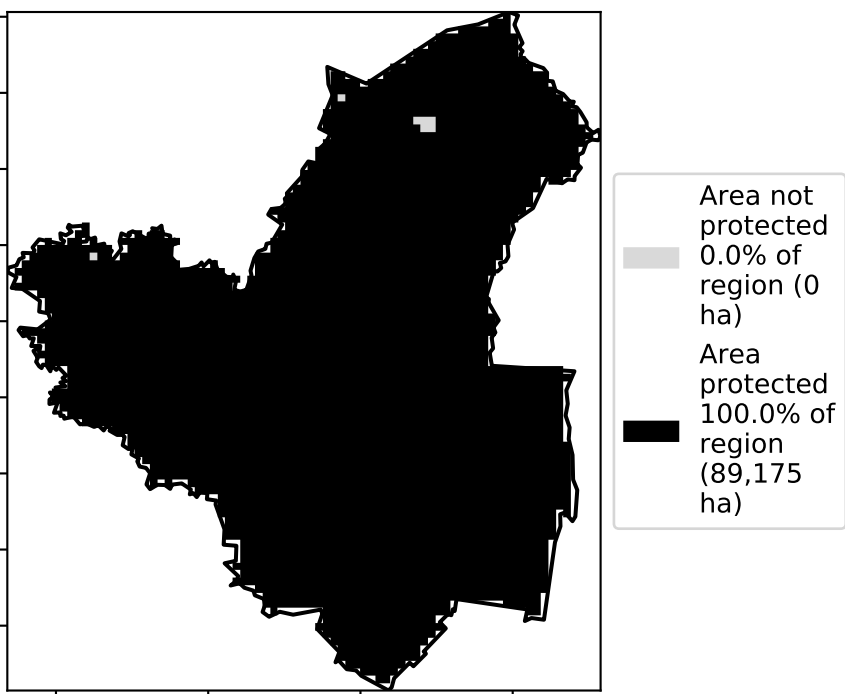 Area not
protected
0.0% of
region (0
ha)
Area
protected
100.0% of
region
(89,175
ha)